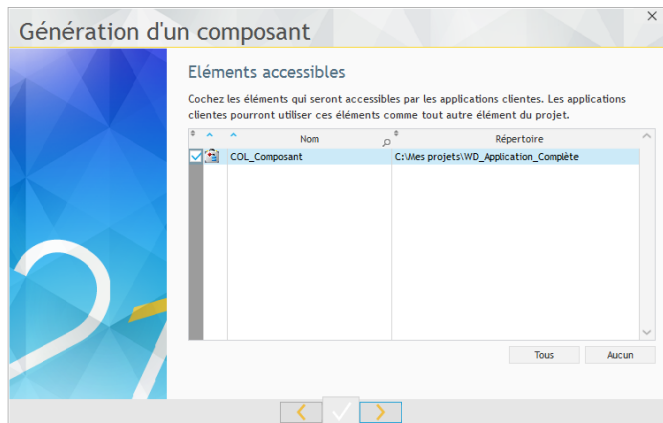 Génération d'un composant
Eléments accessibles
Cochez les éléments qui seront accessibles par les applications clientes. Les applications
clientes pourront utiliser ces éléments comme tout autre élément du projet.
Nom Répertoire
COL_Composant C:\Mes projets\WD_Application_Complète
Tous Aucun